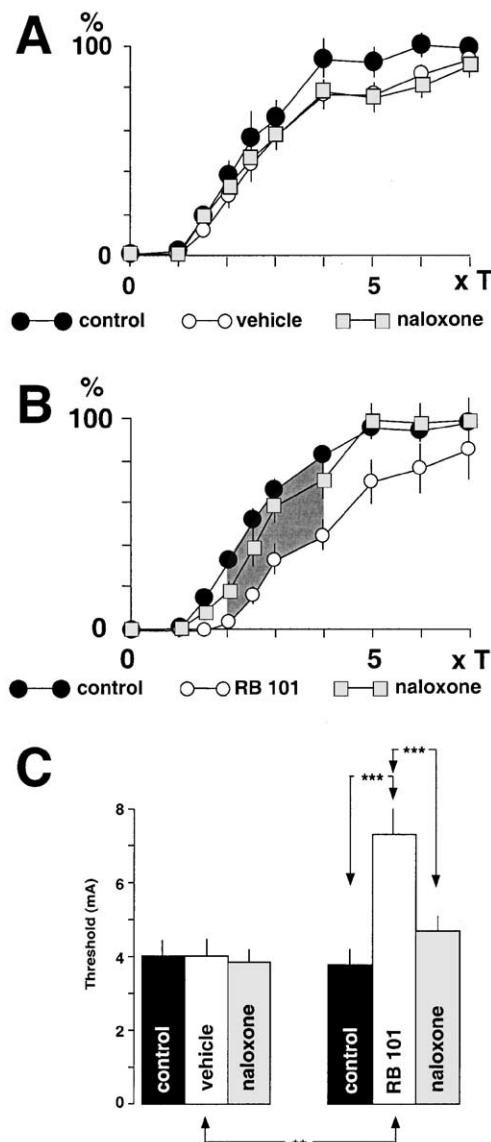 A
%
100
0
0
5
x T
control vehicle naloxone
B
%
100
0
0
5
x T
control RB 101 naloxone
C
***
***
Threshold (mA)
8
6
4
2
0
control
vehicle
naloxone
control
RB 101
naloxone
**